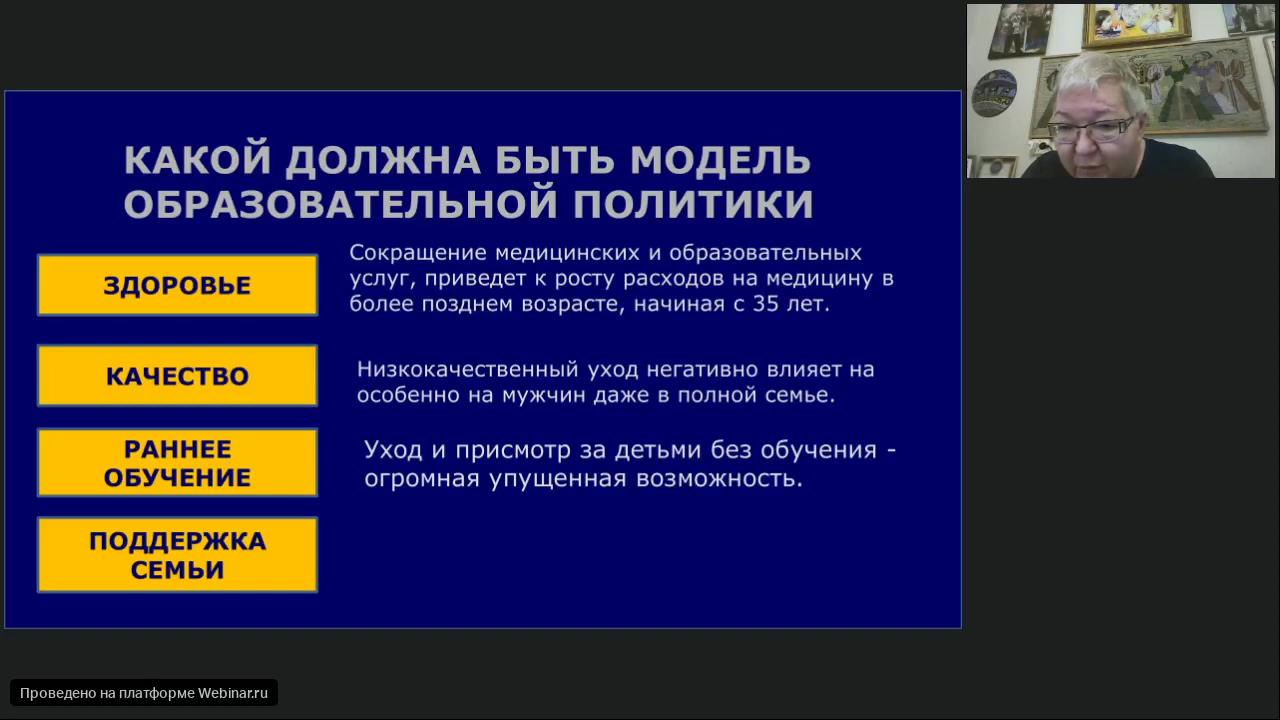 КАКОЙ ДОЛЖНА БЫТЬ МОДЕЛЬ
ОБРАЗОВАТЕЛЬНОЙ ПОЛИТИКИ
ЗДОРОВЬЕ
Сокращение медицинских и образовательных
услуг, приведет к росту расходов на медицину в
более позднем возрасте, начиная с 35 лет.
КАЧЕСТВО
Низкокачественный уход негативно влияет на
особенно на мужчин даже в полной семье.
РАННЕЕ
ОБУЧЕНИЕ
Уход и присмотр за детьми без обучения -
огромная упущенная возможность.
ПОДДЕРЖКА
СЕМЬИ
Проведено на платформе Webinar.ru